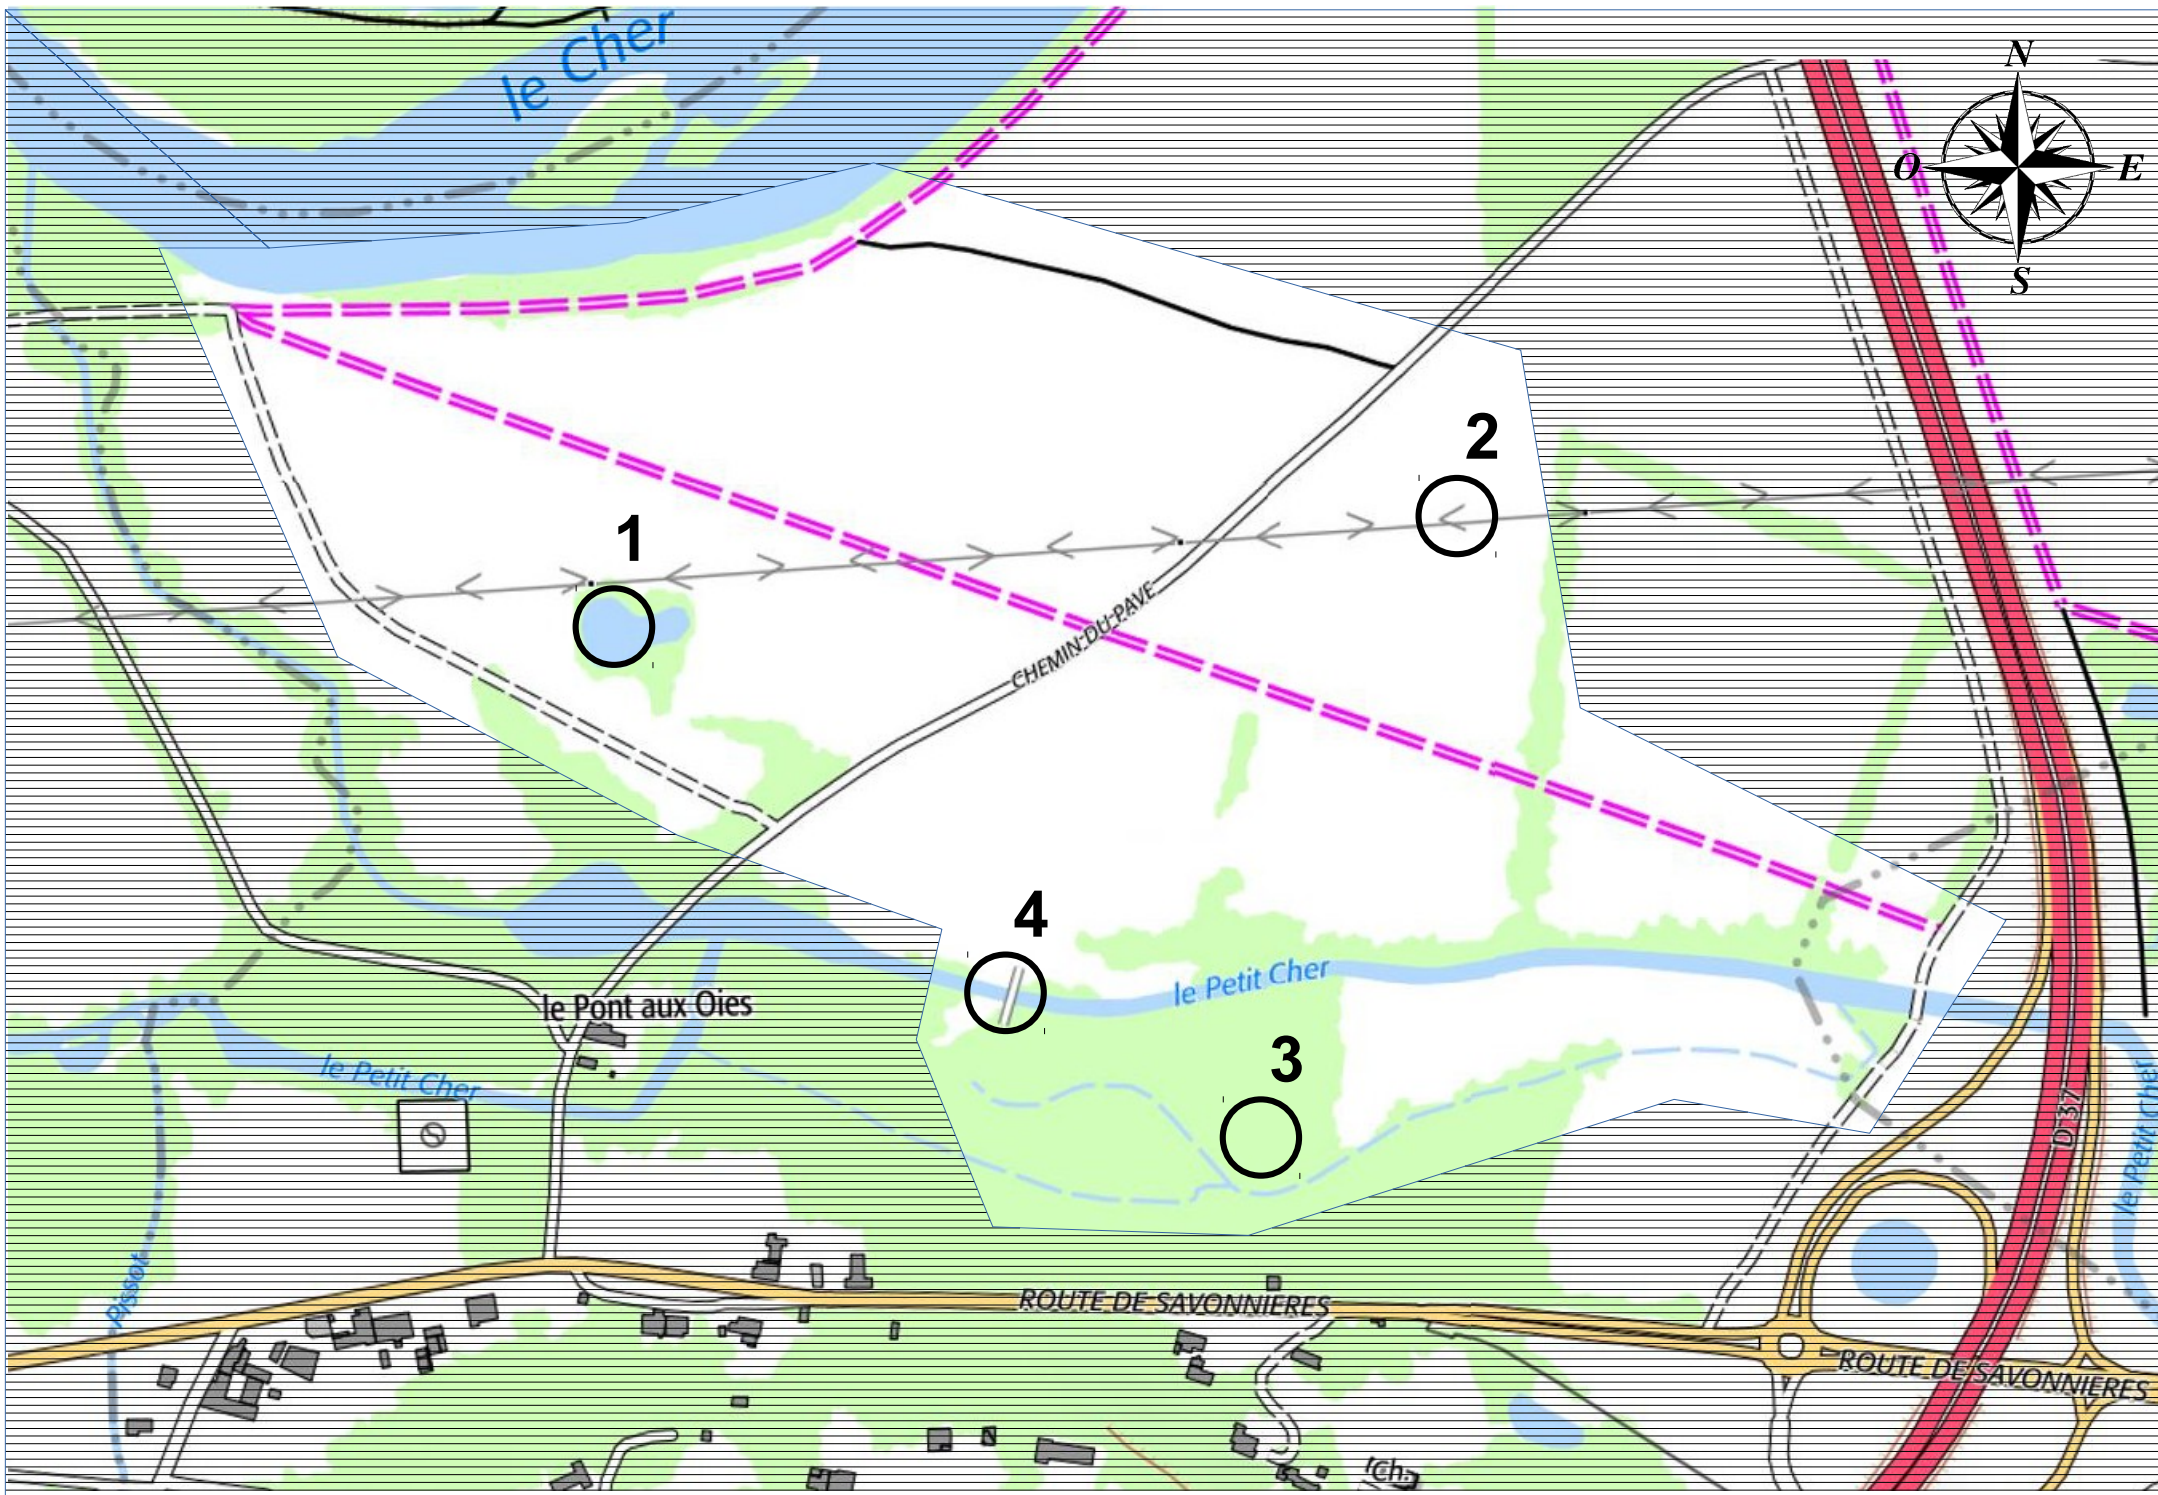 le Cher
N
O
E
S
2
1
CHEMIN DU PAVE
4
le Petit Cher
le Pont aux Oies
3
le Petit Cher
le Petit Cher
D 37
Pissot
ROUTE DE SAVONNIERES
ROUTE DE SAVONNIERES
(Ch.